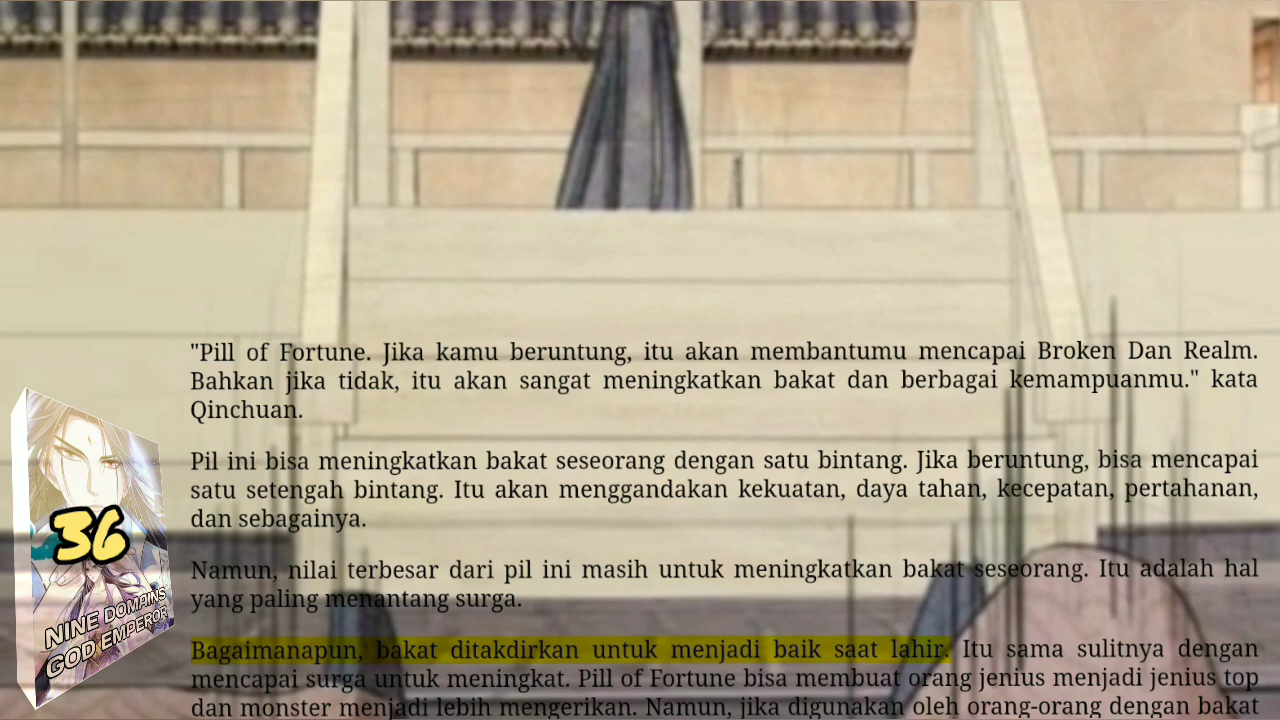 "Pill of Fortune. Jika kamu beruntung, itu akan membantumu mencapai Broken Dan Realm.
Bahkan jika tidak, itu akan sangat meningkatkan bakat dan berbagai kemampuanmu." kata
Qinchuan.
Pil ini bisa meningkatkan bakat seseorang dengan satu bintang. Jika beruntung, bisa mencapai
satu setengah bintang. Itu akan menggandakan kekuatan, daya tahan, kecepatan, pertahanan,
dan sebagainya.
Namun, nilai terbesar dari pil ini masih untuk meningkatkan bakat seseorang. Itu adalah hal
yang paling menantang surga.
Bagaimanapun, bakat ditakdirkan untuk menjadi baik saat lahir. Itu sama sulitnya dengan
mencapai surga untuk meningkat. Pill of Fortune bisa membuat orang jenius menjadi jenius top
dan monster menjadi lebih mengerikan. Namun, jika digunakan oleh orang-orang dengan bakat
36
NINE DOMAINS
GOD EMPEROR